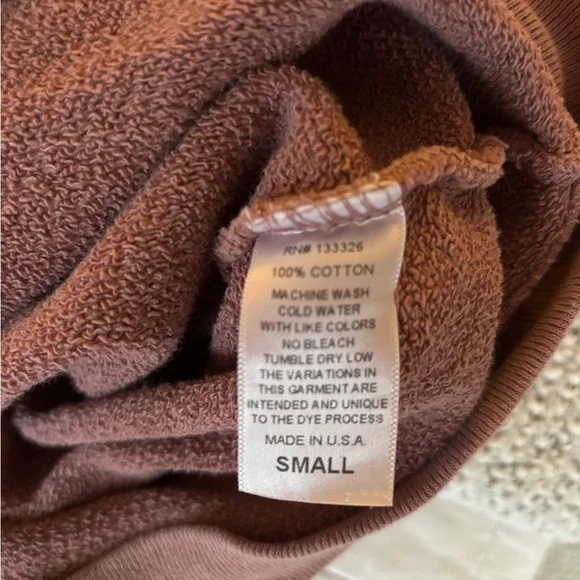 RN# 133326
100% COTTON
MACHINE WASH
COLD WATER
WITH LIKE COLORS
NO BLEACH
TUMBLE DRY LOW
THE VARIATIONS IN
THIS GARMENT ARE
INTENDED AND UNIQUE
TO THE DYE PROCESS
MADE IN U.S.A.
SMALL